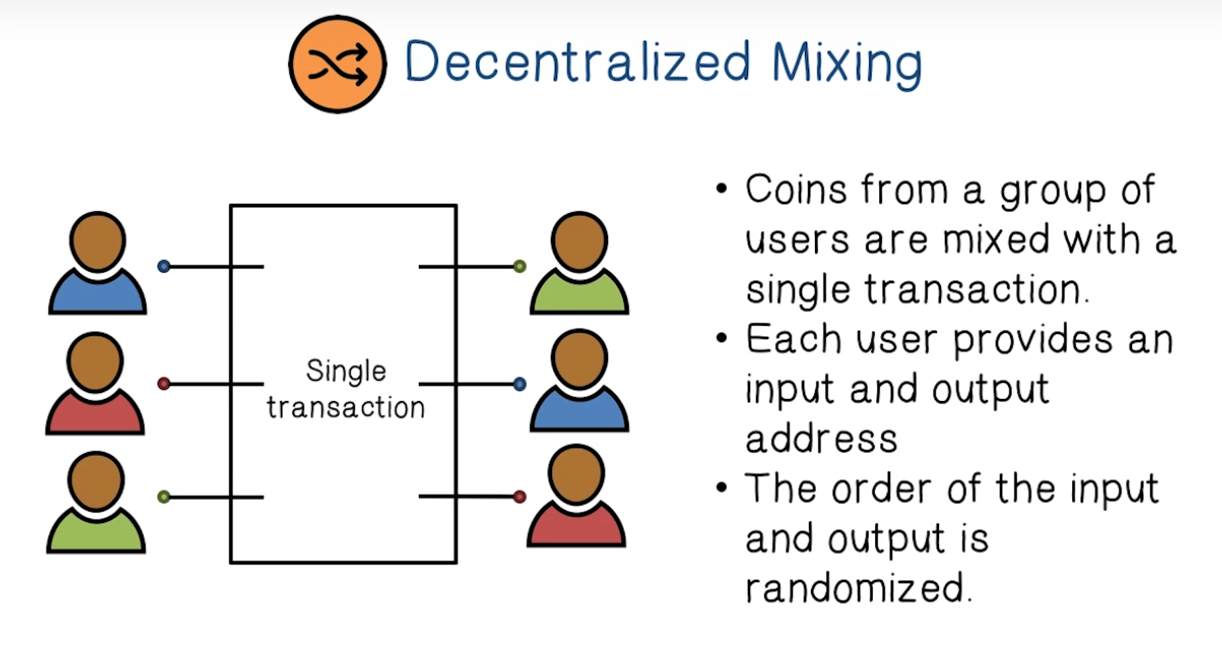 Decentralized Mixing
Single
transaction
• Coins from a group of
users are mixed with a
single transaction.
• Each user provides an
input and output
address
• The order of the input
and output is
randomized.